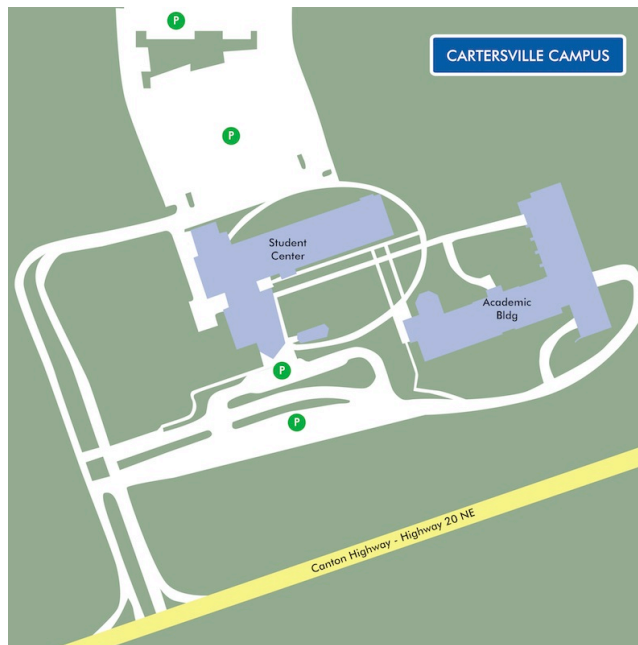 P
CARTERSVILLE CAMPUS
P
Student
Center
Academic
Bldg
P
P
Canton Highway - Highway 20 NE